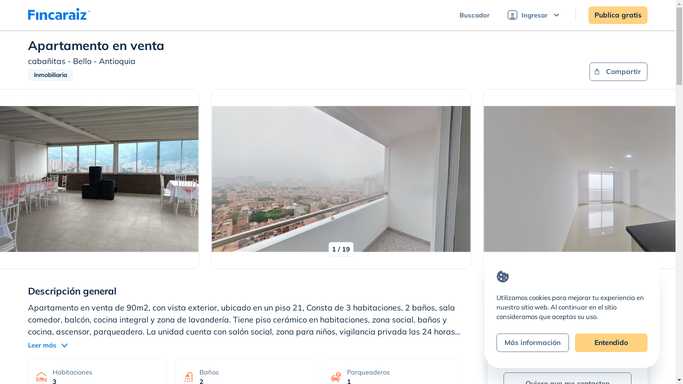 Fincaraiz
Buscador
Ingresar
Publica gratis
Apartamento en venta
cabañitas - Bello - Antioquia
Inmobiliaria
Compartir
1 / 19
Descripción general
Apartamento en venta de 90m2, con vista exterior, ubicado en un piso 21, Consta de 3 habitaciones, 2 baños, sala
comedor, balcón, cocina integral y zona de lavandería. Tiene piso cerámico en habitaciones, zona social, baños y
cocina, ascensor, parqueadero. La unidad cuenta con salón social, zona para niños, vigilancia privada las 24 horas...
Leer más
Habitaciones
3
Baños
2
Parqueaderos
1
Utilizamos cookies para mejorar tu experiencia en
nuestro sitio web. Al continuar en el sitio
consideramos que aceptas su uso.
Más información
Entendido
Quiero que me contacten